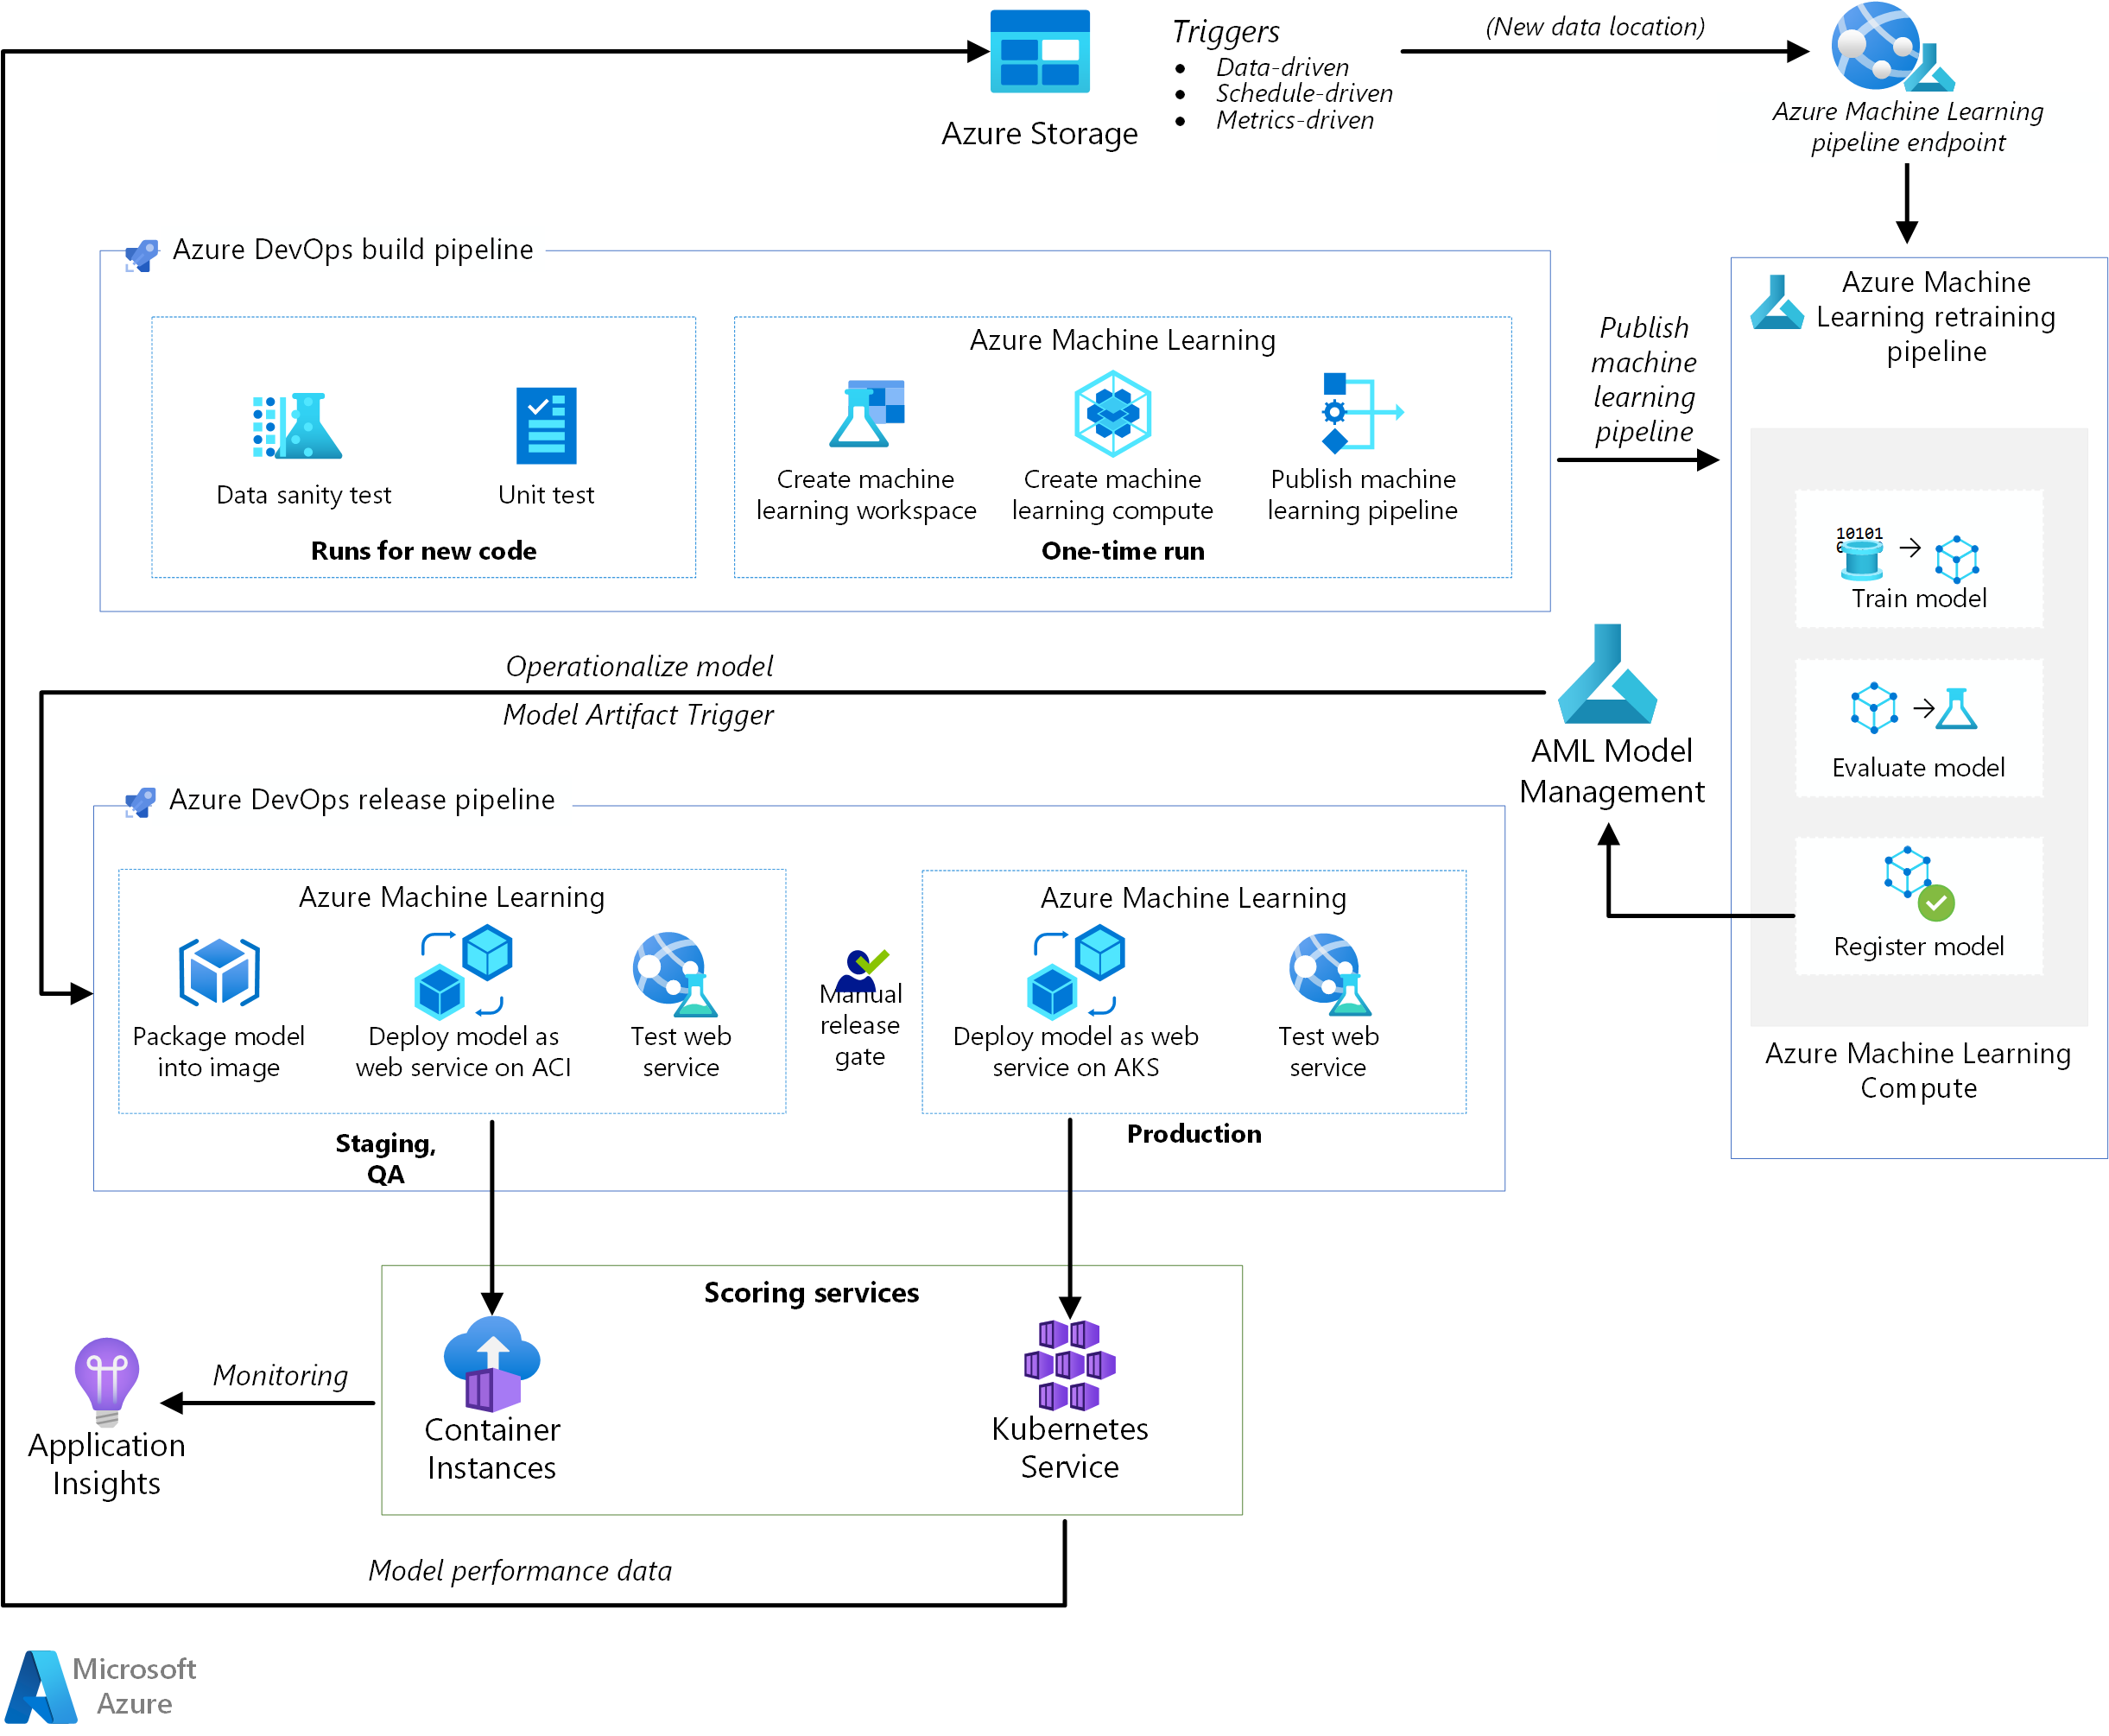 Azure Storage
Triggers
• Data-driven
• Schedule-driven
• Metrics-driven
(New data location)
Azure Machine Learning
pipeline endpoint
Azure DevOps build pipeline
Data sanity test
Unit test
Runs for new code
Azure Machine Learning
Create machine
learning workspace
Create machine
learning compute
Publish machine
learning pipeline
One-time run
Publish
machine
learning
pipeline
Azure Machine
Learning retraining
pipeline
10101
Train model
Evaluate model
Register model
Azure Machine Learning
Compute
AML Model
Management
Operationalize model
Model Artifact Trigger
Azure DevOps release pipeline
Azure Machine Learning
Package model
into image
Deploy model as
web service on ACI
Test web
service
Staging,
QA
Manual
release
gate
Azure Machine Learning
Deploy model as web
service on AKS
Test web
service
Production
Scoring services
Container
Instances
Kubernetes
Service
Monitoring
Application
Insights
Model performance data
Microsoft
Azure